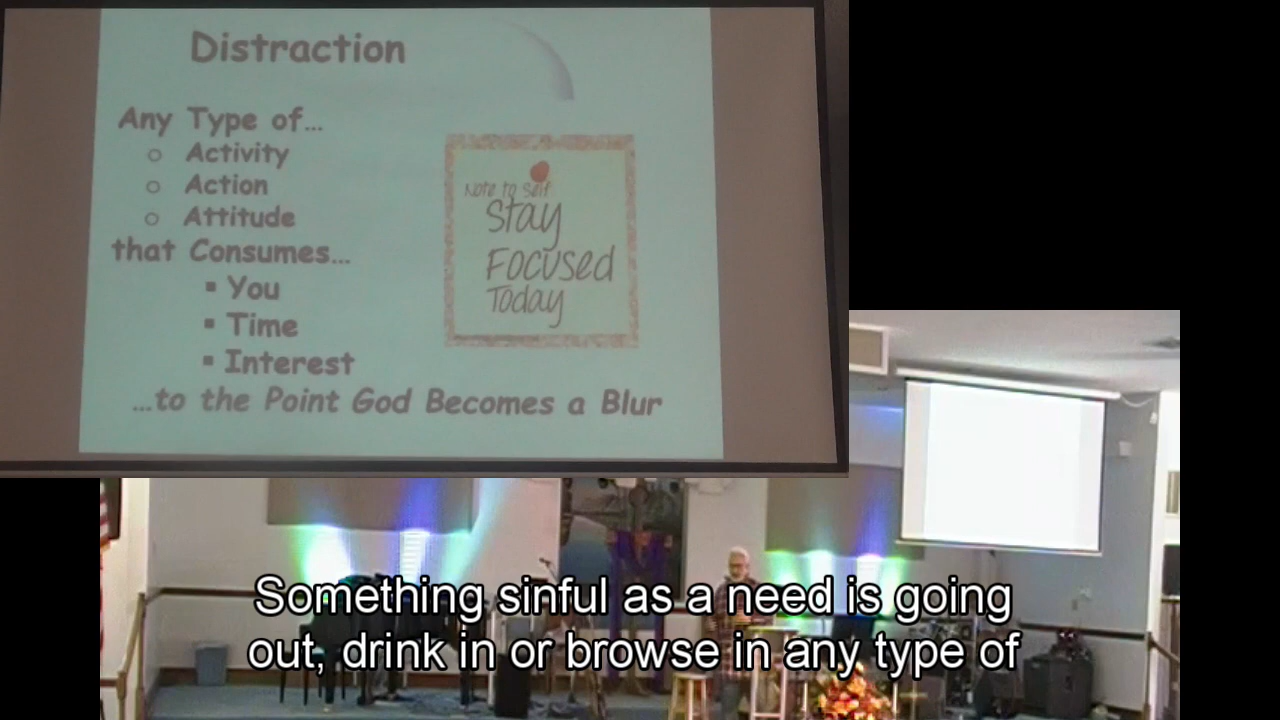 Distraction
Any Type of...
o Activity
o Action
o Attitude
that Consumes...
▪ You
▪ Time
▪ Interest
...to the Point God Becomes a Blur
Note to self
Stay
Focused
Today
Something sinful as a need is going
out, drink in or browse in any type of